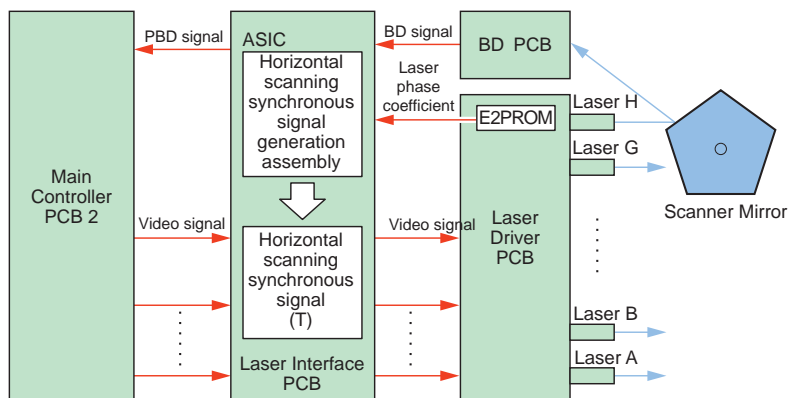 PBD signal
ASIC
BD signal
BD PCB
Horizontal
scanning
synchronous
signal
generation
assembly
Laser
phase
coefficient
E2PROM
Laser H
Laser G
Main
Controller
PCB 2
Video signal
Video signal
Horizontal
scanning
synchronous
signal
(T)
Laser
Driver
PCB
Scanner Mirror
Laser B
Laser A
Laser Interface
PCB